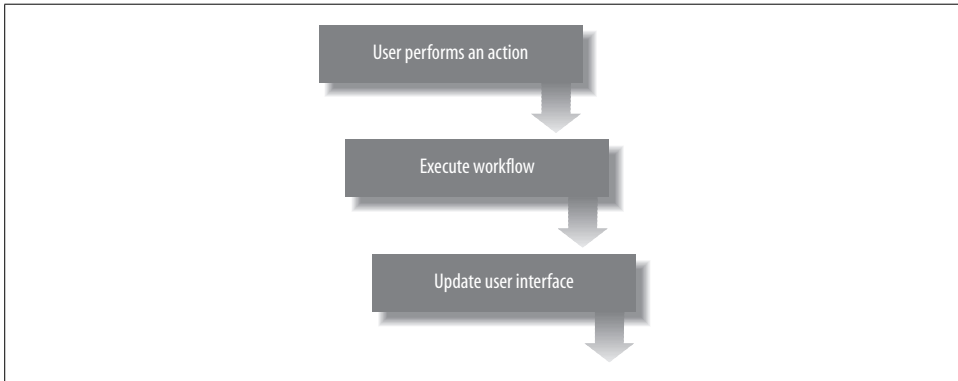 User performs an action
Execute workflow
Update user interface